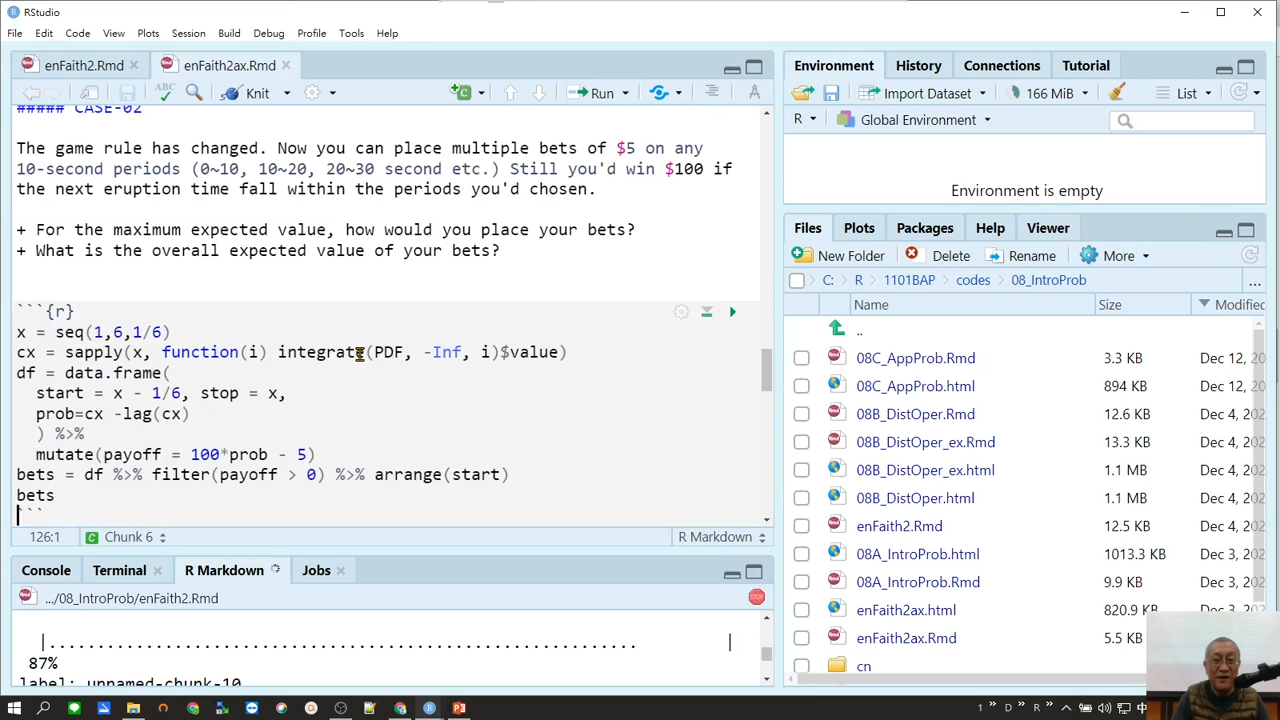 RStudio
File Edit Code View Plots Session Build Debug Profile Tools Help
enFaith2.Rmd
enFaith2ax.Rmd
ABC
Knit
Run
##### CASE-02
The game rule has changed. Now you can place multiple bets of $5 on any
10-second periods (0~10, 10~20, 20~30 second etc.) Still you'd win $100 if
the next eruption time fall within the periods you'd chosen.
+ For the maximum expected value, how would you place your bets?
+ What is the overall expected value of your bets?
```{r}
x = seq(1,6,1/6)
cx = sapply(x, function(i) integrate(PDF, -Inf, i)$value)
df = data.frame(
start = x - 1/6, stop = x,
prob=cx -lag(cx)
) %>%
mutate(payoff = 100*prob - 5)
bets = df %>% filter(payoff > 0) %>% arrange(start)
bets
```
126:1
Chunk 6
R Markdown
Console Terminal R Markdown Jobs
.../08_IntroProb/enFaith2.Rmd
STOP
|............................................................ |
87%
label: unnamed-chunk-10
Environment History Connections Tutorial
Import Dataset 166 MiB List
R Global Environment
Environment is empty
Files Plots Packages Help Viewer
New Folder Delete Rename More
C: R 1101BAP codes 08_IntroProb ...
Name Size Modified
..
08C_AppProb.Rmd 3.3 KB Dec 12,
08C_AppProb.html 894 KB Dec 12,
08B_DistOper.Rmd 12.6 KB Dec 4, 202
08B_DistOper_ex.Rmd 13.3 KB Dec 4, 202
08B_DistOper_ex.html 1.1 MB Dec 4, 202
08B_DistOper.html 1.1 MB Dec 4, 202
enFaith2.Rmd 12.5 KB Dec 4, 202
08A_IntroProb.html 1013.3 KB Dec 3, 202
08A_IntroProb.Rmd 9.9 KB Dec 3, 202
enFaith2ax.html 820.9 KB Dec 3, 202
enFaith2ax.Rmd 5.5 KB
cn
1 » D » R » 中